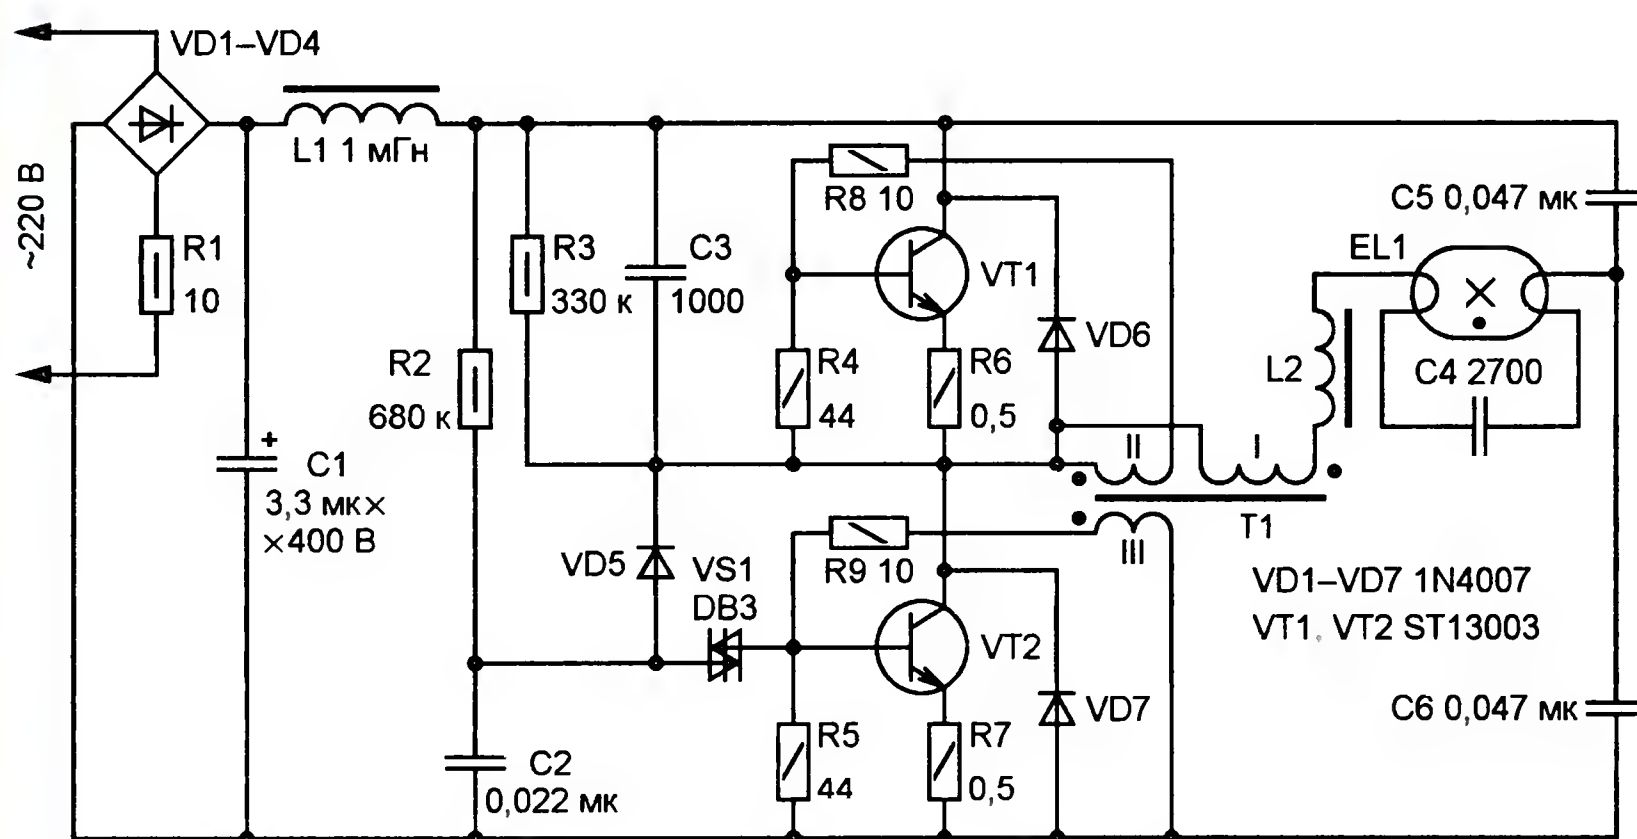 VD1–VD4
~220 В
L1 1 мГн
R1
10
R2
680 к
R3
330 к
C3
1000
R8 10
VT1
R4
44
R6
0,5
VD6
C5 0,047 мк
EL1
L2
C4 2700
+
C1
3,3 мк×
×400 В
II
I
T1
III
VD5
VS1
DB3
R9 10
VT2
VD1–VD7 1N4007
VT1, VT2 ST13003
C2
0,022 мк
R5
44
R7
0,5
VD7
C6 0,047 мк